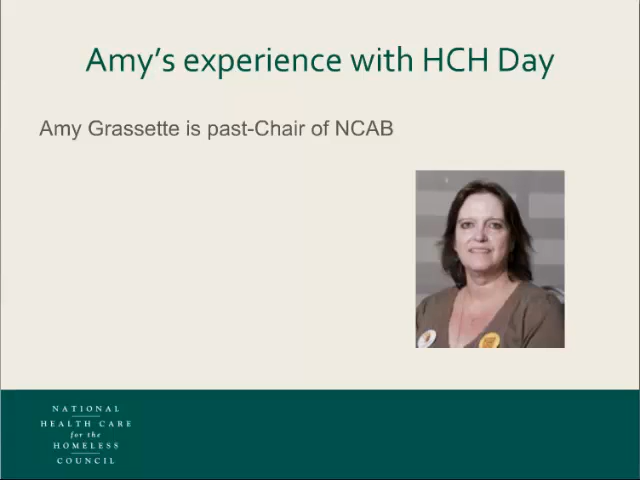 Amy’s experience with HCH Day
Amy Grassette is past-Chair of NCAB
NATIONAL
HEALTH CARE
for the
HOMELESS
COUNCIL